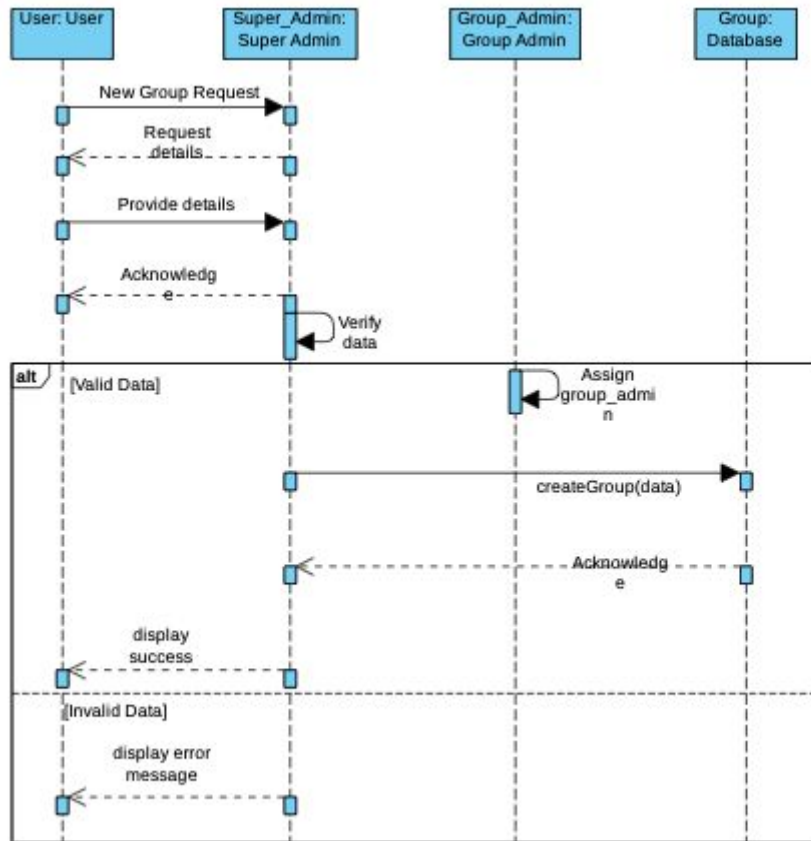 User: User
Super_Admin:
Super Admin
Group_Admin:
Group Admin
Group:
Database
New Group Request
Request
details
Provide details
Acknowledg
e
Verify
data
alt
[Valid Data]
Assign
group_admi
n
createGroup(data)
Acknowledg
e
display
success
[Invalid Data]
display error
message